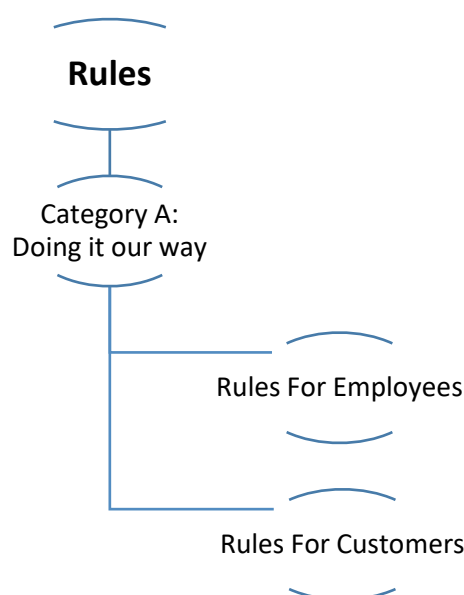 Rules
Category A:
Doing it our way
Rules For Employees
Rules For Customers